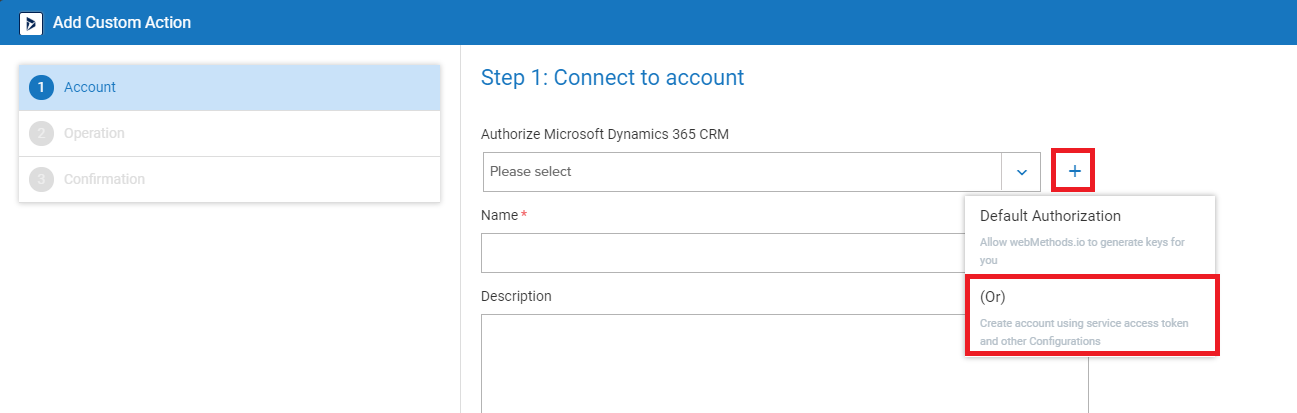 Add Custom Action
1 Account
2 Operation
3 Confirmation
Step 1: Connect to account
Authorize Microsoft Dynamics 365 CRM
Please select
+
Name *
Description
Default Authorization
Allow webMethods.io to generate keys for
you
(Or)
Create account using service access token
and other Configurations